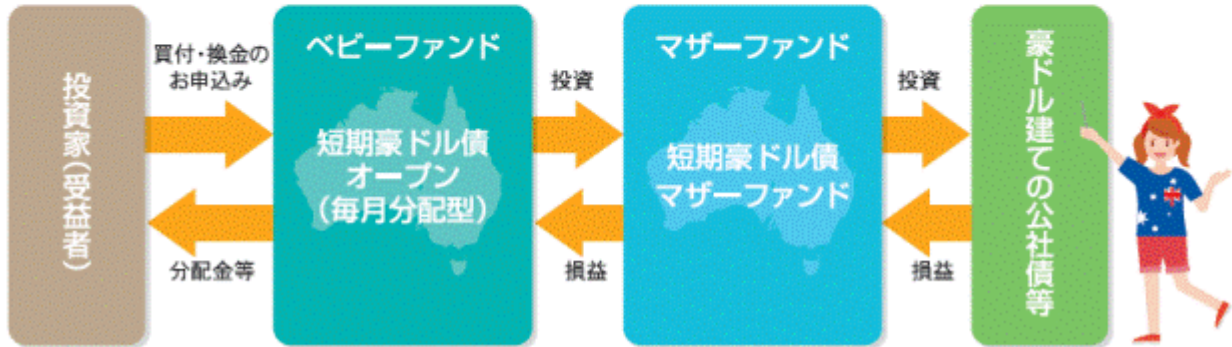 投資家(受益者)
買付・換金の
お申込み
分配金等
ベビーファンド
短期豪ドル債
オープン
(毎月分配型)
投資
損益
マザーファンド
短期豪ドル債
マザーファンド
投資
損益
豪ドル建ての公社債等